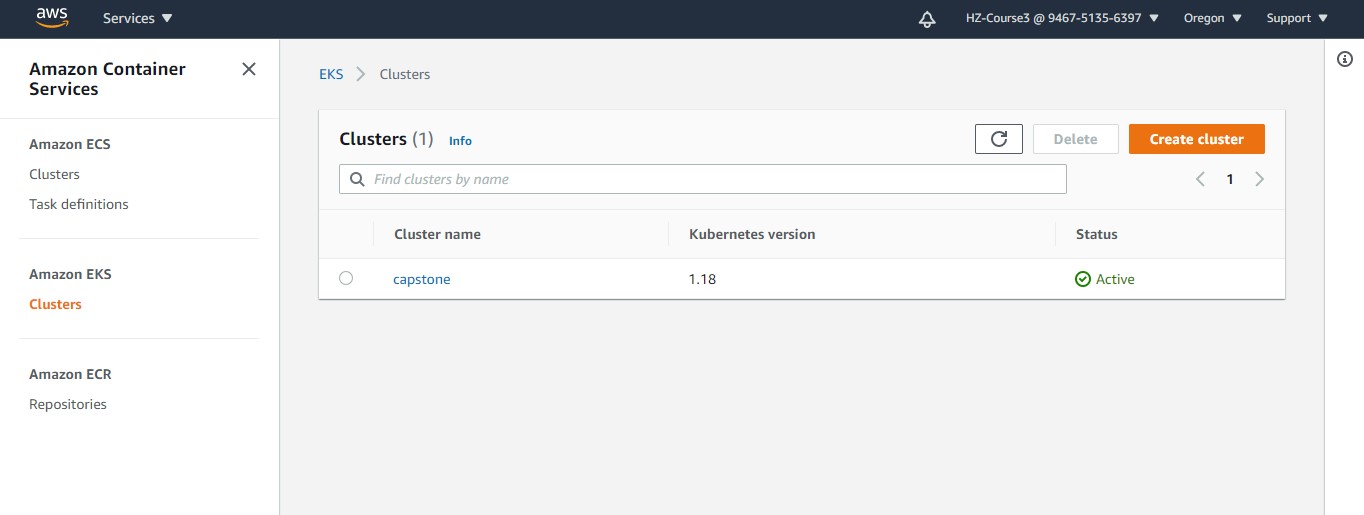 aws
Services
HZ-Course3 @ 9467-5135-6397
Oregon
Support
Amazon Container
Services
Amazon ECS
Clusters
Task definitions
Amazon EKS
Clusters
Amazon ECR
Repositories
EKS
Clusters
Clusters (1)
Info
Delete
Create cluster
Find clusters by name
1
Cluster name
Kubernetes version
Status
capstone
1.18
Active